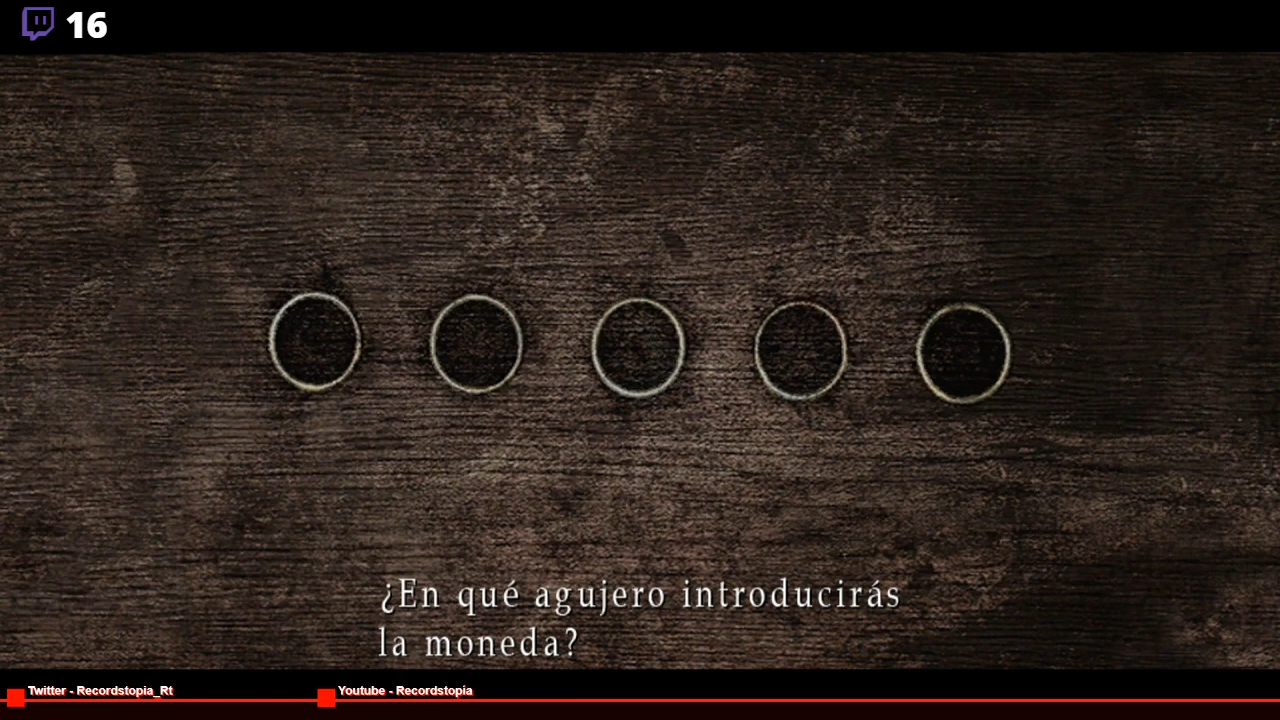 16
¿En qué agujero introducirás
la moneda?
Twitter - Recordstopia_Rt
Youtube - Recordstopia